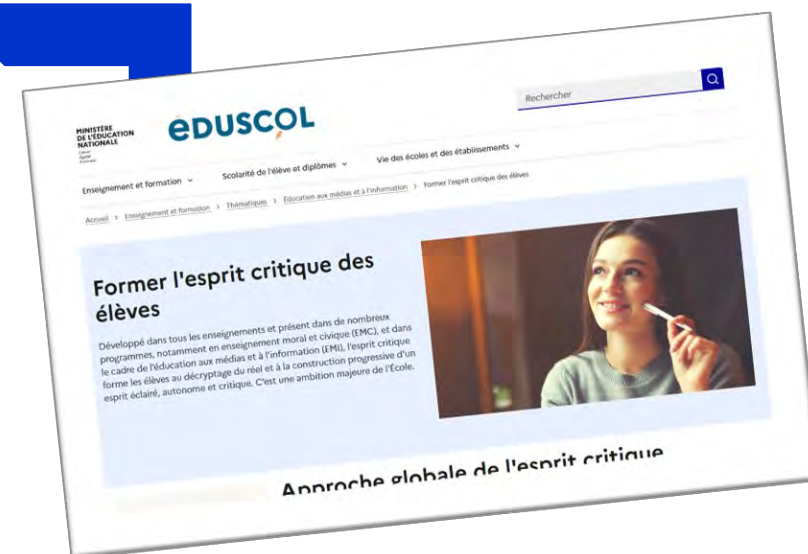 MINISTÈRE
DE L'ÉDUCATION
NATIONALE
éDUSCOL
Rechercher
Enseignement et formation
Scolarité de l'élève et diplômes
Vie des écoles et des établissements
Accueil > Enseignement et formation > Thématiques > Éducation aux médias et à l'information > Former l'esprit critique des élèves
Former l'esprit critique des
élèves
Développé dans tous les enseignements et présent dans de nombreux
programmes, notamment en enseignement moral et civique (EMC), et dans
le cadre de l'éducation aux médias et à l'information (EMI), l'esprit critique
forme les élèves au décryptage du réel et à la construction progressive d'un
esprit éclairé, autonome et critique. C'est une ambition majeure de l'École.
Approche globale de l'esprit critique